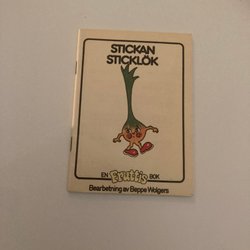 STICKAN
STICKLÖK
EN Fruttis BOK
Bearbetning av Beppe Wolgers